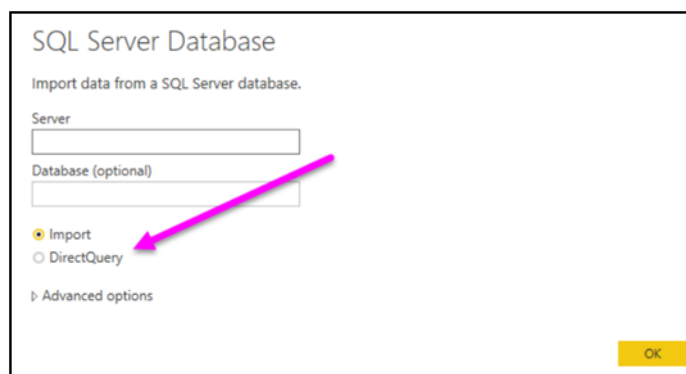 SQL Server Database
Import data from a SQL Server database.
Server
Database (optional)
Import
DirectQuery
Advanced options
OK